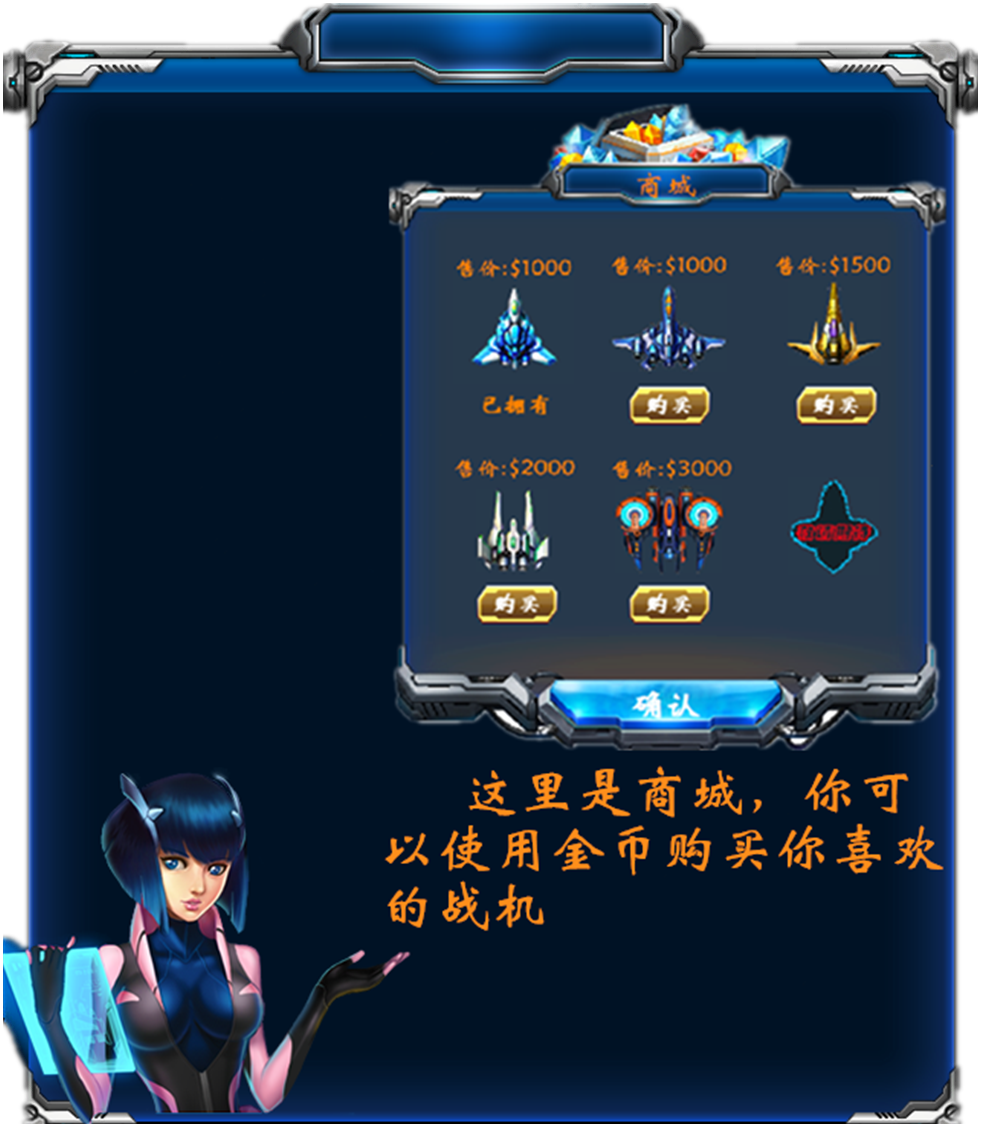 商城
售价:$1000 售价:$1000 售价:$1500
已拥有 购买 购买
售价:$2000 售价:$3000
购买 购买
确认
这里是商城，你可
以使用金币购买你喜欢
的战机